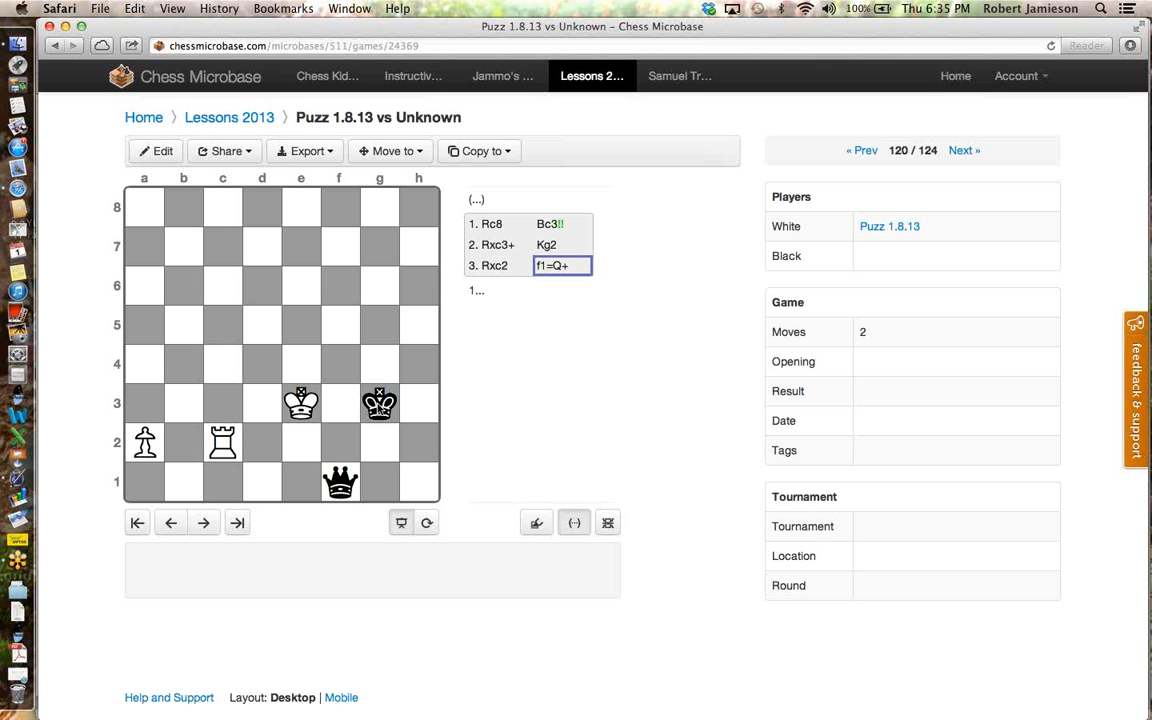 Safari File Edit View History Bookmarks Window Help 100% Thu 6:35 PM Robert Jamieson
Puzz 1.8.13 vs Unknown – Chess Microbase
chessmicrobase.com/microbases/511/games/24369 Reader
Chess Microbase Chess Kid... Instructiv... Jammo's ... Lessons 2... Samuel Tr... Home Account
Home 〉 Lessons 2013 〉 Puzz 1.8.13 vs Unknown
Edit Share Export Move to Copy to
« Prev 120 / 124 Next »
a b c d e f g h
8
7
6
5
4
3
2
1
(...)
1. Rc8 Bc3!!
2. Rxc3+ Kg2
3. Rxc2 f1=Q+
1...
Players
White Puzz 1.8.13
Black
Game
Moves 2
Opening
Result
Date
Tags
Tournament
Tournament
Location
Round
feedback & support
Help and Support Layout: Desktop | Mobile